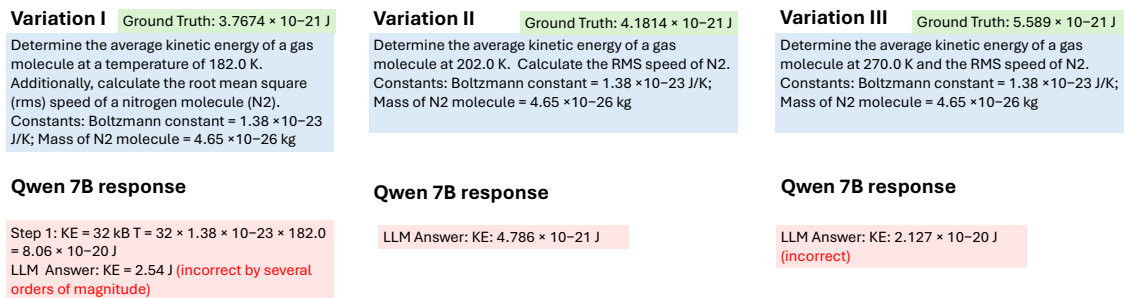 Variation I
Ground Truth: 3.7674 × 10−21 J
Determine the average kinetic energy of a gas
molecule at a temperature of 182.0 K.
Additionally, calculate the root mean square
(rms) speed of a nitrogen molecule (N2).
Constants: Boltzmann constant = 1.38 ×10−23
J/K; Mass of N2 molecule = 4.65 ×10−26 kg
Qwen 7B response
Step 1: KE = 32 kB T = 32 × 1.38 × 10−23 × 182.0
= 8.06 × 10−20 J
LLM Answer: KE = 2.54 J (incorrect by several
orders of magnitude)
Variation II
Ground Truth: 4.1814 × 10−21 J
Determine the average kinetic energy of a gas
molecule at 202.0 K. Calculate the RMS speed of N2.
Constants: Boltzmann constant = 1.38 ×10−23 J/K;
Mass of N2 molecule = 4.65 ×10−26 kg
Qwen 7B response
LLM Answer: KE: 4.786 × 10−21 J
Variation III
Ground Truth: 5.589 × 10−21 J
Determine the average kinetic energy of a gas
molecule at 270.0 K and the RMS speed of N2.
Constants: Boltzmann constant = 1.38 ×10−23 J/K;
Mass of N2 molecule = 4.65 ×10−26 kg
Qwen 7B response
LLM Answer: KE: 2.127 × 10−20 J
(incorrect)